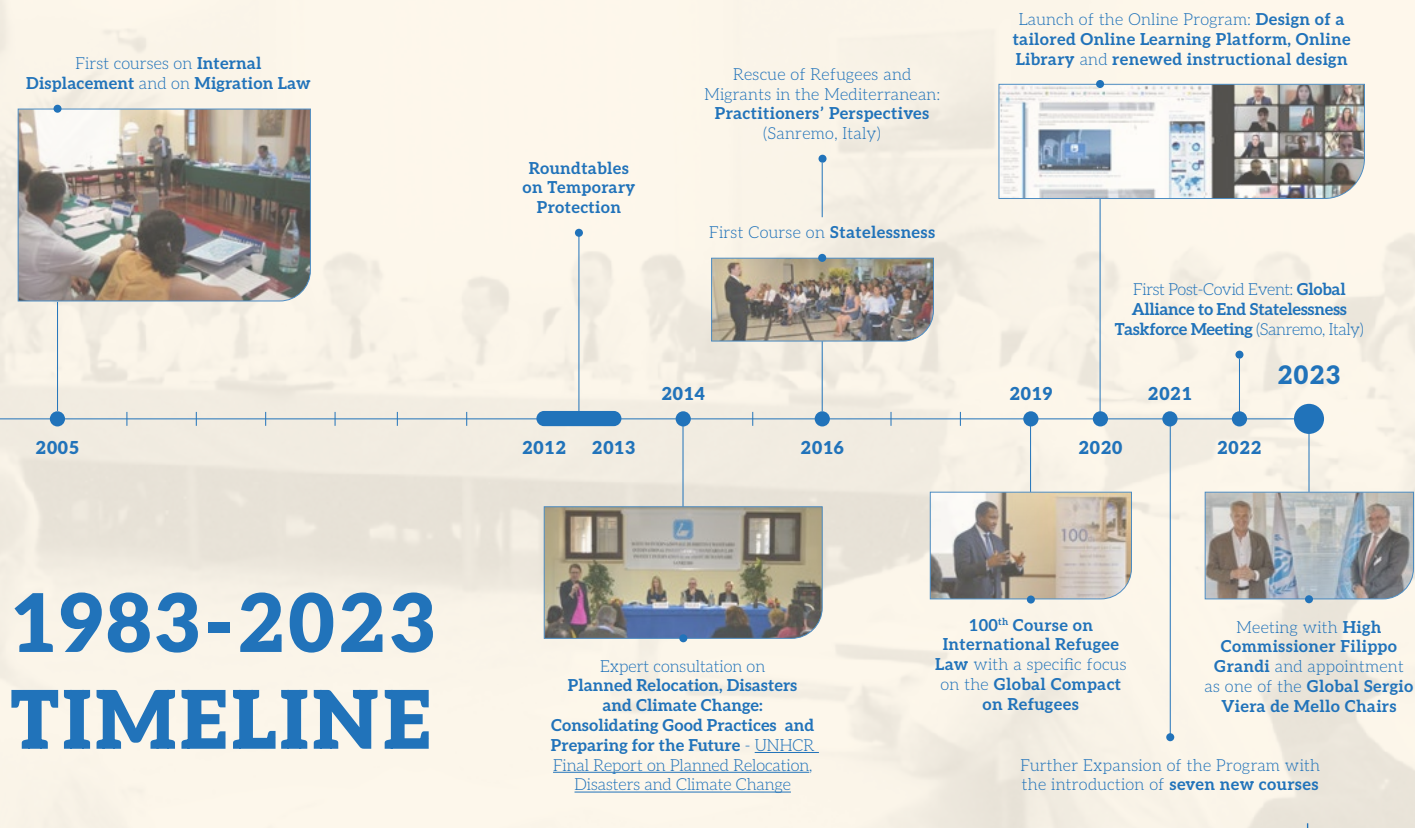 First courses on Internal
Displacement and on Migration Law
Roundtables
on Temporary
Protection
Rescue of Refugees and
Migrants in the Mediterranean:
Practitioners' Perspectives
(Sanremo, Italy)
First Course on Statelessness
Launch of the Online Program: Design of a
tailored Online Learning Platform, Online
Library and renewed instructional design
First Post-Covid Event: Global
Alliance to End Statelessness
Taskforce Meeting (Sanremo, Italy)
2014
2019
2021
2023
2005
2012
2013
2016
2020
2022
100
1983-2023
TIMELINE
Expert consultation on
Planned Relocation, Disasters
and Climate Change:
Consolidating Good Practices and
Preparing for the Future - UNHCR
Final Report on Planned Relocation,
Disasters and Climate Change
100th Course on
International Refugee
Law with a specific focus
on the Global Compact
on Refugees
Meeting with High
Commissioner Filippo
Grandi and appointment
as one of the Global Sergio
Viera de Mello Chairs
Further Expansion of the Program with
the introduction of seven new courses